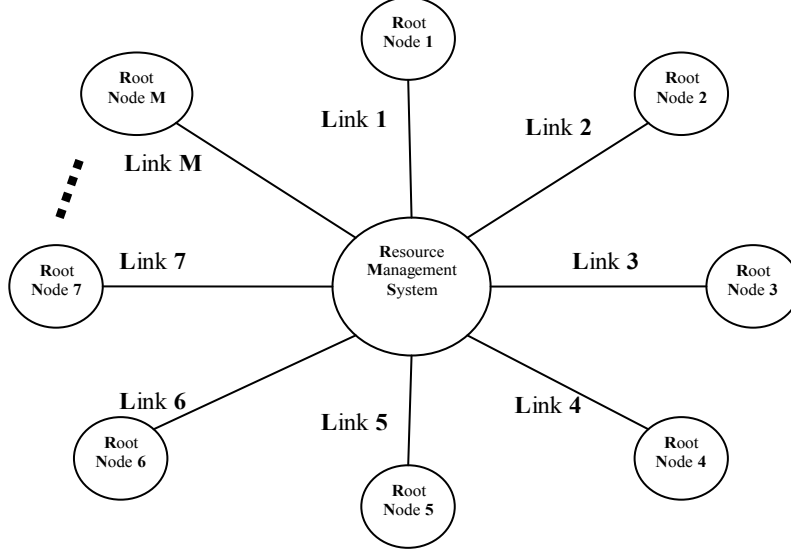 Root
Node 1
Root
Node M
Root
Node 2
Link 1
Link 2
Link M
Resource
Management
System
Root
Node 7
Link 7
Link 3
Root
Node 3
Link 6
Link 5
Link 4
Root
Node 6
Root
Node 4
Root
Node 5